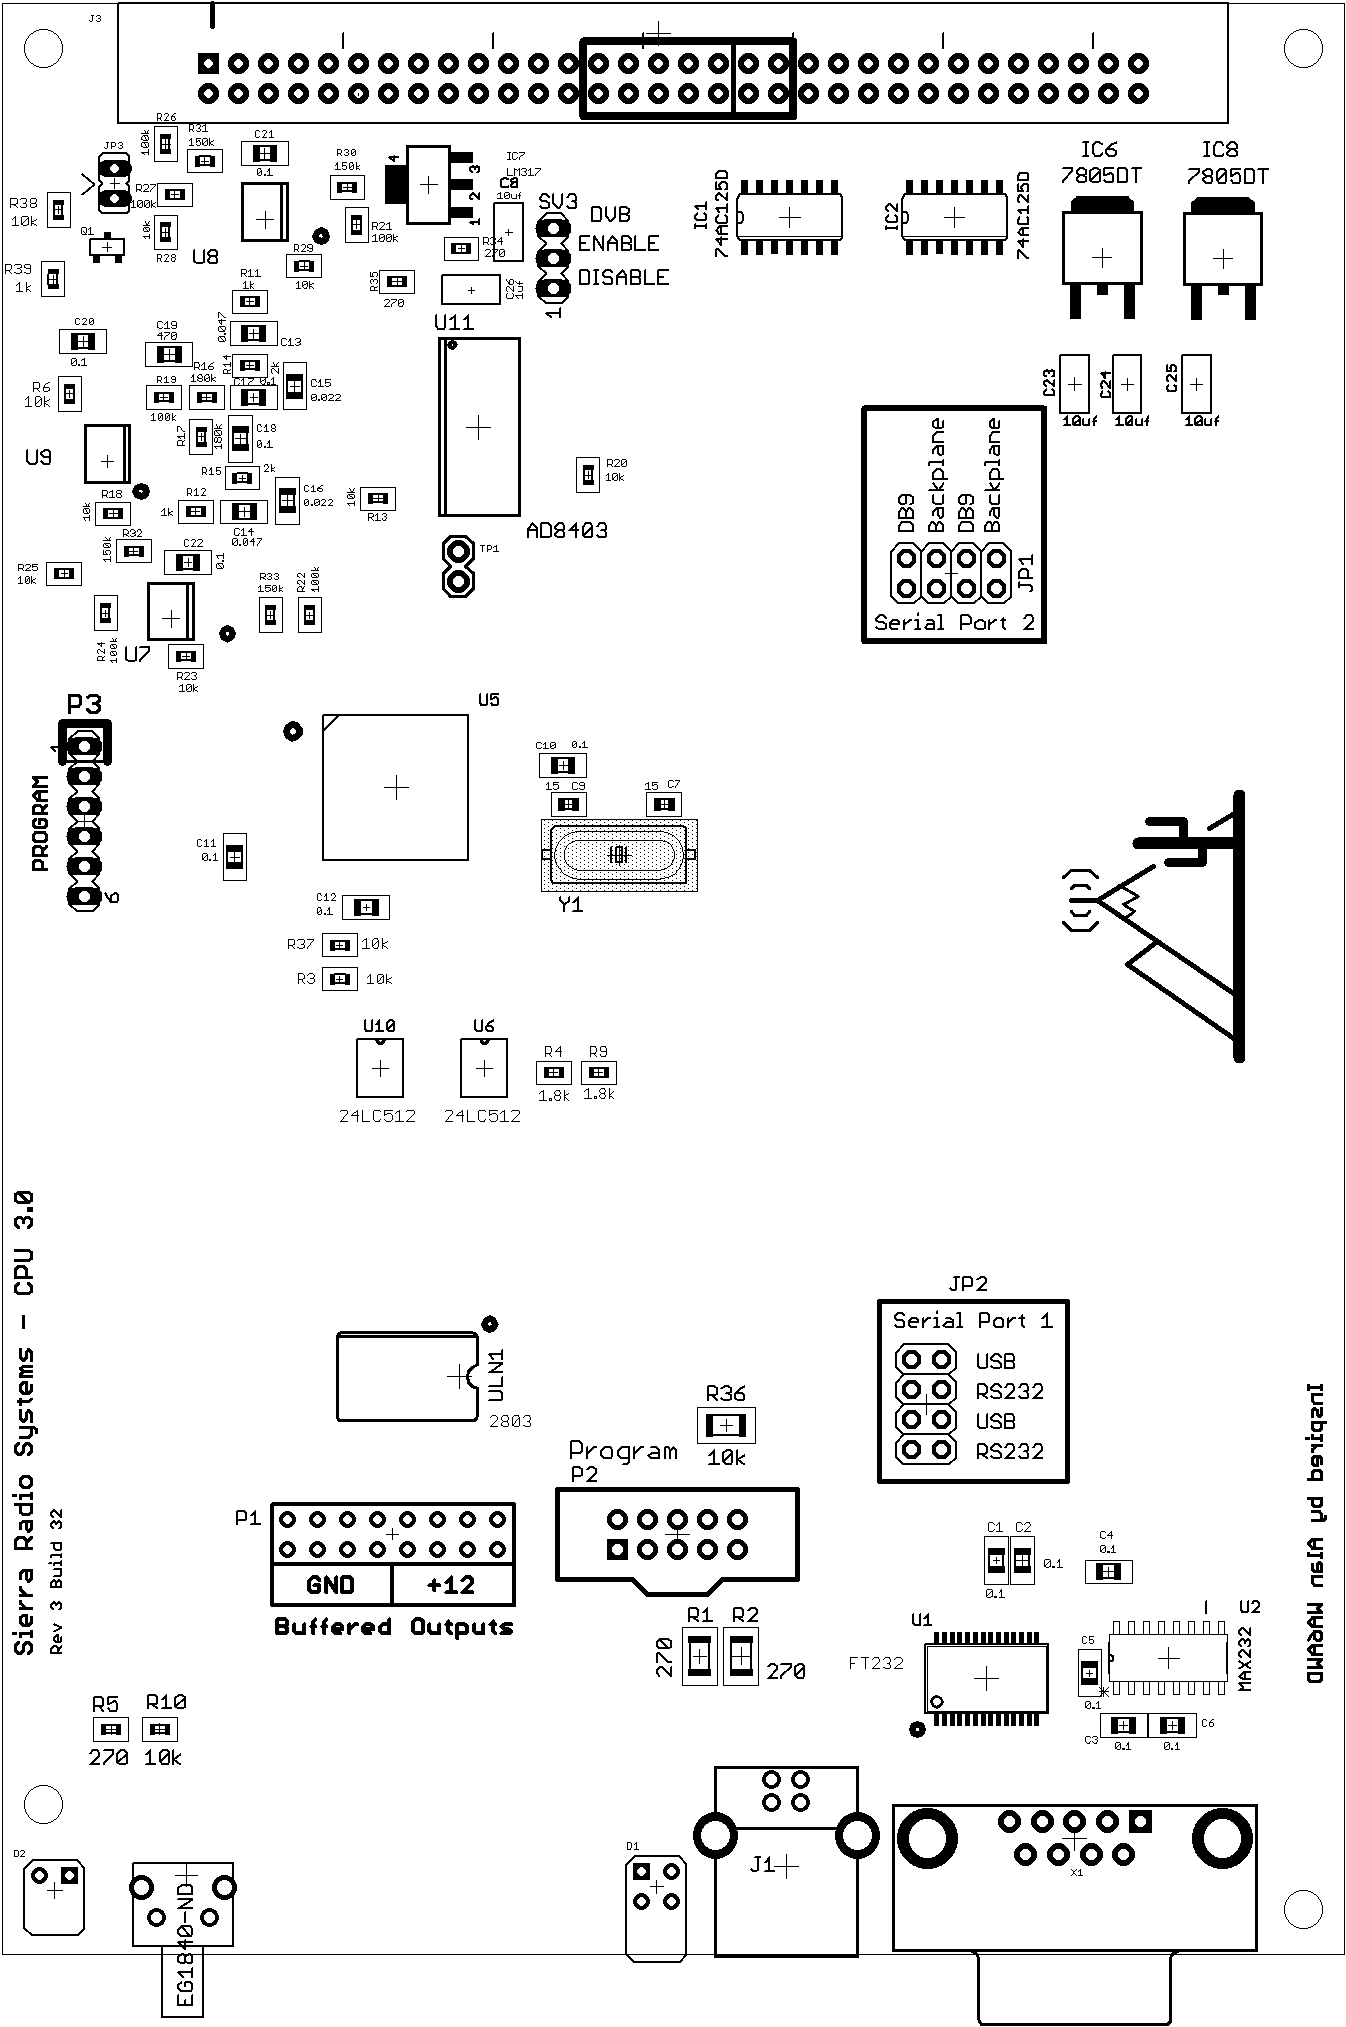 J3
R26
100k
R31
150k
C21
0.1
JP3
R27
100k
R38
10k
Q1
10k
R28
U8
R39
1k
R30
150k
R21
100k
R29
10k
4
3
2
1
IC7
LM317
C8
10uf
R34
270
R35
270
C26
1uf
SV3
DVB
ENABLE
DISABLE
1
IC1
74AC125D
IC2
74AC125D
IC6
7805DT
IC8
7805DT
C23
10uf
C24
10uf
C25
10uf
R11
1k
C20
0.1
C19
470
0.047
C13
R14
2k
R16
180k
R6
10k
R19
100k
C17
0.1
C15
0.022
R17
180k
C18
0.1
U9
R15
2k
R18
10k
R12
1k
C14
0.047
C16
0.022
10k
R13
U11
AD8403
R20
10k
TP1
R32
150k
C22
0.1
R25
10k
R33
150k
R22
100k
R24
100k
U7
R23
10k
DB9
Backplane
DB9
Backplane
JP1
Serial Port 2
P3
1
PROGRAM
6
U5
C10
0.1
15
C9
15
C7
Y1
C11
0.1
C12
0.1
R37
10k
R3
10k
U10
24LC512
U6
24LC512
R4
1.8k
R9
1.8k
Sierra Radio Systems - CPU 3.0
Rev 3 Build 32
ULN1
2803
JP2
Serial Port 1
USB
RS232
USB
RS232
Inspired by Alan WA6AWD
R36
10k
Program
P2
P1
GND
+12
Buffered Outputs
R1
270
R2
270
C1
0.1
C2
0.1
C4
0.1
U1
FT232
U2
MAX232
C5
0.1
C3
0.1
C6
0.1
R5
270
R10
10k
D2
EG1840-ND
D1
J1
X1